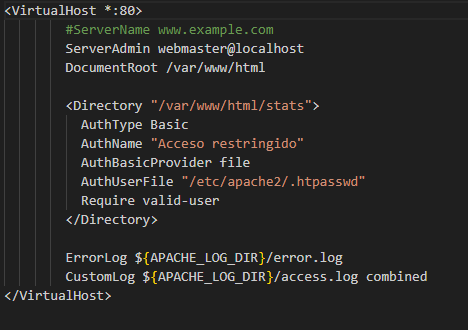 <VirtualHost *:80>
#ServerName www.example.com
ServerAdmin webmaster@localhost
DocumentRoot /var/www/html
<Directory "/var/www/html/stats">
AuthType Basic
AuthName "Acceso restringido"
AuthBasicProvider file
AuthUserFile "/etc/apache2/.htpasswd"
Require valid-user
</Directory>
ErrorLog ${APACHE_LOG_DIR}/error.log
CustomLog ${APACHE_LOG_DIR}/access.log combined
</VirtualHost>